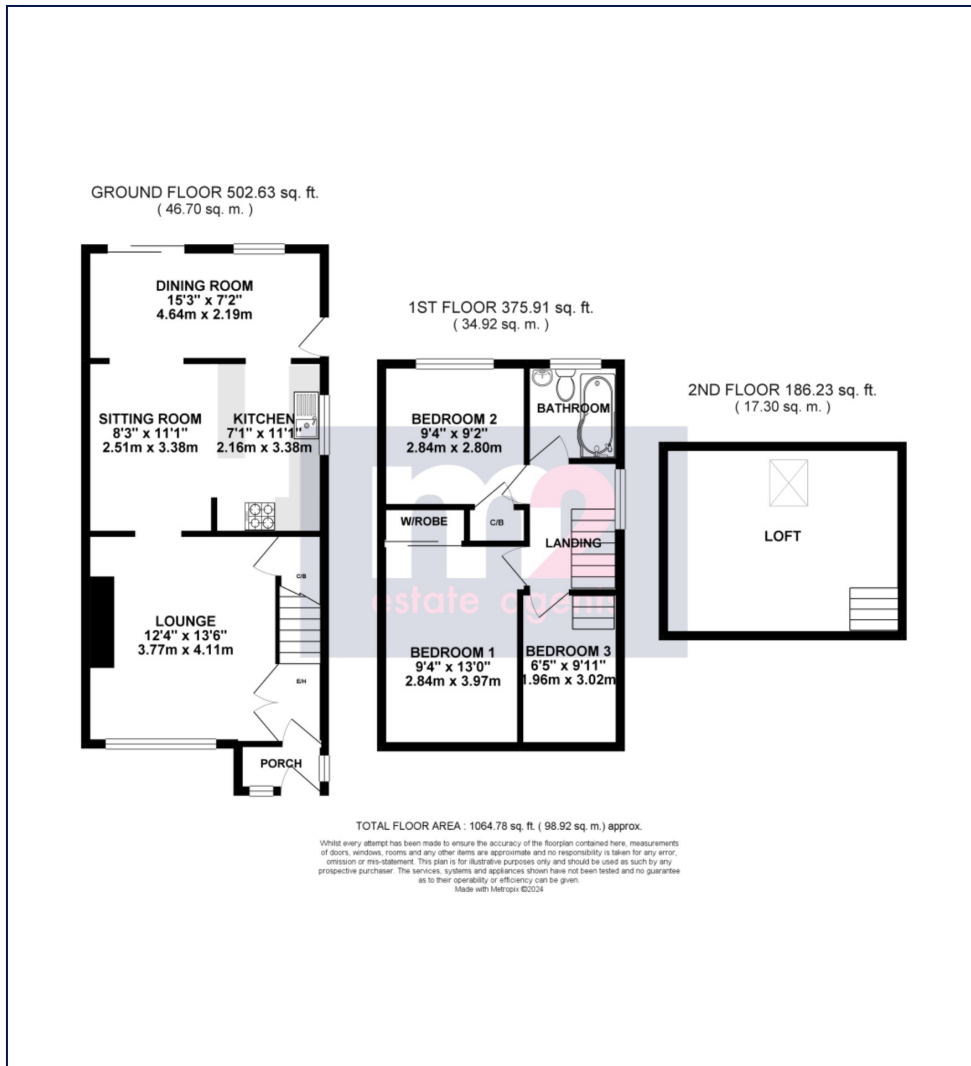 GROUND FLOOR 502.63 sq. ft.
( 46.70 sq. m. )
DINING ROOM
15'3" x 7'2"
4.64m x 2.19m
SITTING ROOM
8'3" x 11'1"
2.51m x 3.38m
KITCHEN
7'1" x 11'1"
2.16m x 3.38m
C/B
LOUNGE
12'4" x 13'6"
3.77m x 4.11m
E/H
PORCH
1ST FLOOR 375.91 sq. ft.
( 34.92 sq. m. )
BEDROOM 2
9'4" x 9'2"
2.84m x 2.80m
BATHROOM
W/ROBE
C/B
LANDING
BEDROOM 1
9'4" x 13'0"
2.84m x 3.97m
BEDROOM 3
6'5" x 9'11"
1.96m x 3.02m
2ND FLOOR 186.23 sq. ft.
( 17.30 sq. m. )
LOFT
m2
estate agents
TOTAL FLOOR AREA : 1064.78 sq. ft. ( 98.92 sq. m.) approx.
Whilst every attempt has been made to ensure the accuracy of the floorplan contained here, measurements
of doors, windows, rooms and any other items are approximate and no responsibility is taken for any error,
omission or mis-statement. This plan is for illustrative purposes only and should be used as such by any
prospective purchaser. The services, systems and appliances shown have not been tested and no guarantee
as to their operability or efficiency can be given.
Made with Metropix ©2024